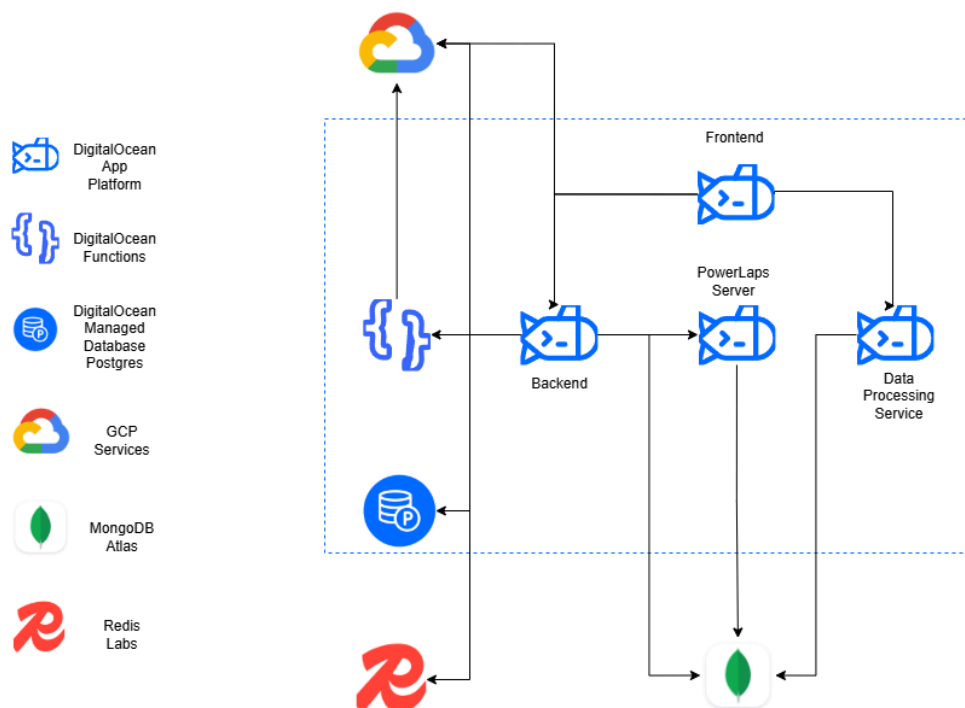 DigitalOcean
App
Platform
DigitalOcean
Functions
DigitalOcean
Managed
Database
Postgres
GCP
Services
MongoDB
Atlas
Redis
Labs
Frontend
PowerLaps
Server
Backend
Data
Processing
Service
P
P